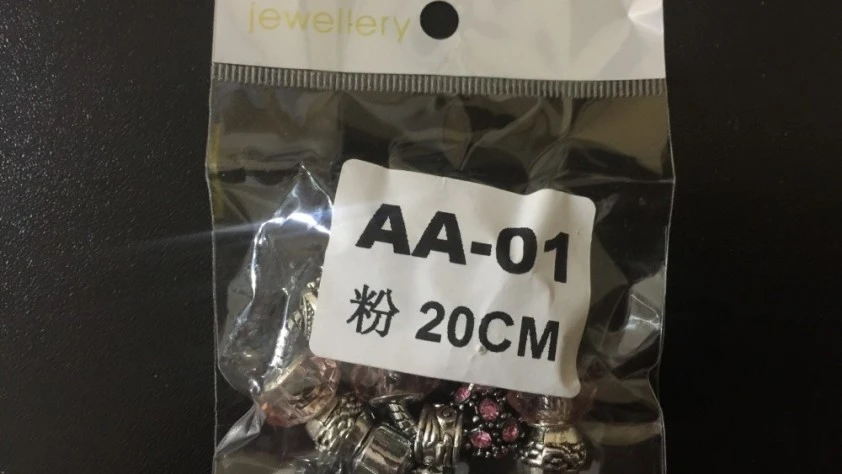 jewellery
AA-01
粉 20CM